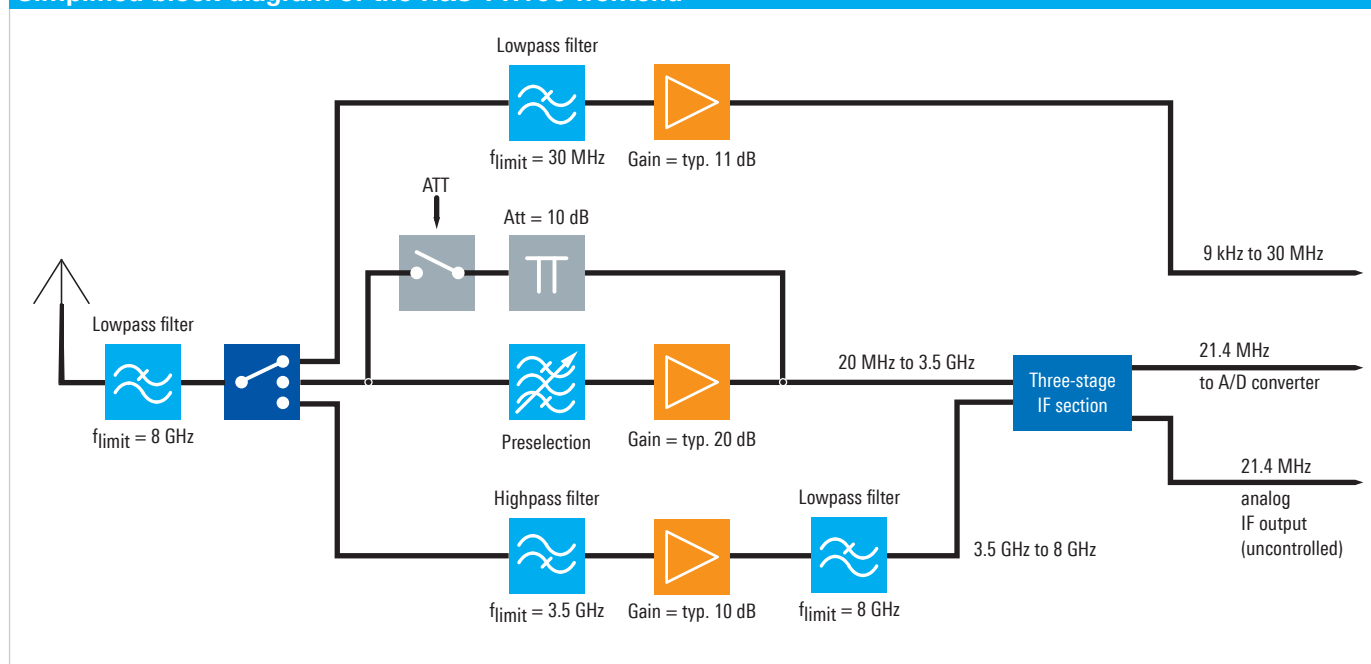 Lowpass filter
flimit = 30 MHz
Gain = typ. 11 dB
ATT
Att = 10 dB
9 kHz to 30 MHz
Lowpass filter
flimit = 8 GHz
Preselection
Gain = typ. 20 dB
20 MHz to 3.5 GHz
Three-stage
IF section
21.4 MHz
to A/D converter
21.4 MHz
analog
IF output
(uncontrolled)
Highpass filter
flimit = 3.5 GHz
Gain = typ. 10 dB
Lowpass filter
flimit = 8 GHz
3.5 GHz to 8 GHz